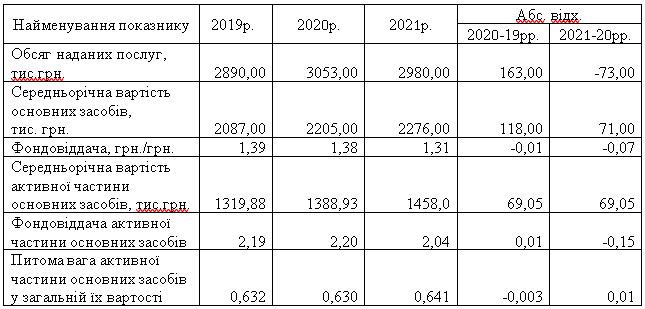 Найменування показнику 2019р. 2020р. 2021р. Абс. відх.
2020-19рр. 2021-20рр.
Обсяг наданих послуг,
тис.грн. 2890,00 3053,00 2980,00 163,00 -73,00
Середньорічна вартість
основних засобів,
тис. грн. 2087,00 2205,00 2276,00 118,00 71,00
Фондовіддача, грн./грн. 1,39 1,38 1,31 -0,01 -0,07
Середньорічна вартість
активної частини
основних засобів, тис.грн. 1319,88 1388,93 1458,0 69,05 69,05
Фондовіддача активної
частини основних засобів 2,19 2,20 2,04 0,01 -0,15
Питома вага активної
частини основних засобів
у загальній їх вартості 0,632 0,630 0,641 -0,003 0,01